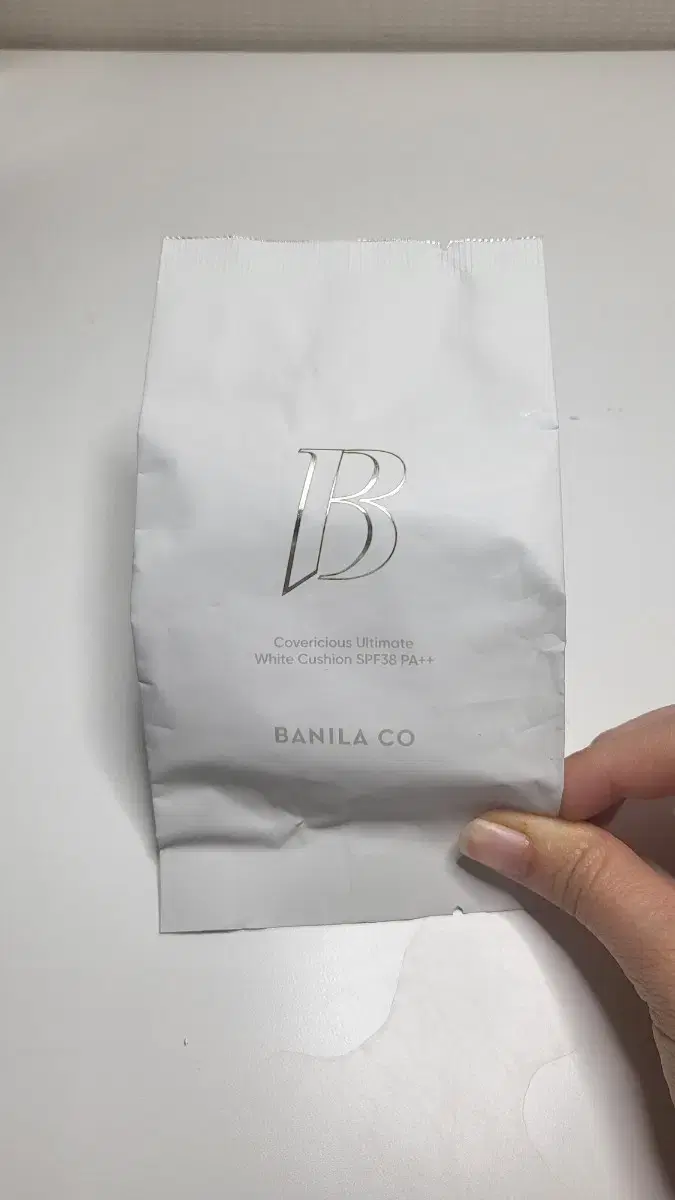 B
Covericious Ultimate
White Cushion SPF38 PA++
BANILA CO